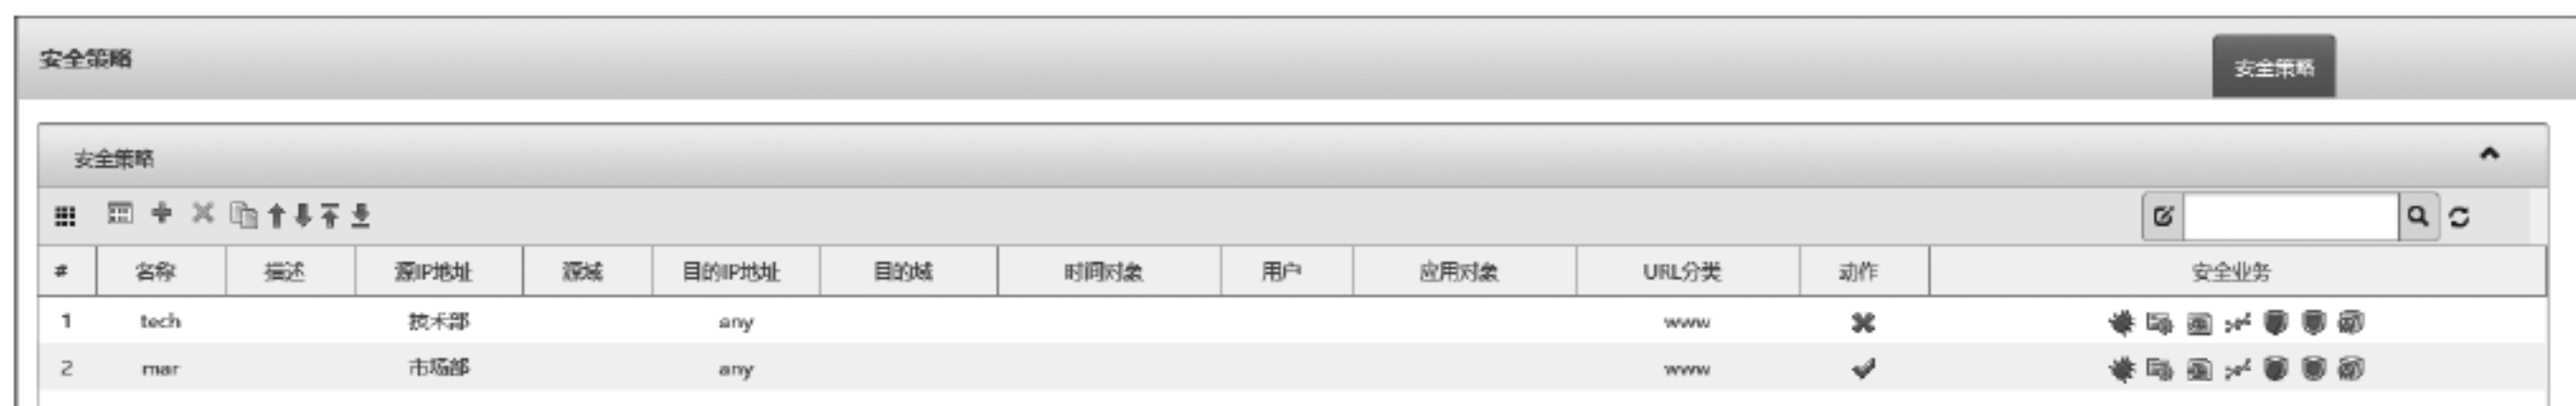 安全策略
安全策略
安全策略
# 名称 描述 源IP地址 源域 目的IP地址 目的域 时间对象 用户 应用对象 URL分类 动作 安全业务
1 tech 技术部 any www
2 mar 市场部 any www